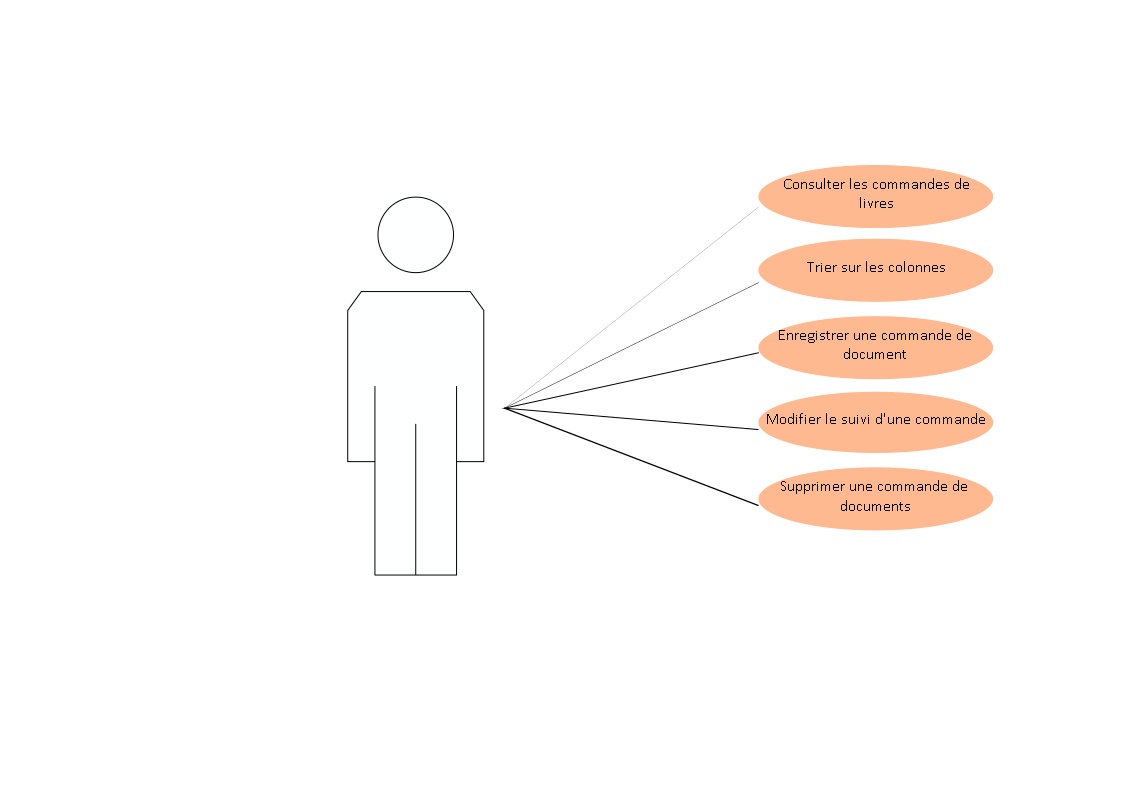 Consulter les commandes de
livres
Trier sur les colonnes
Enregistrer une commande de
document
Modifier le suivi d'une commande
Supprimer une commande de
documents